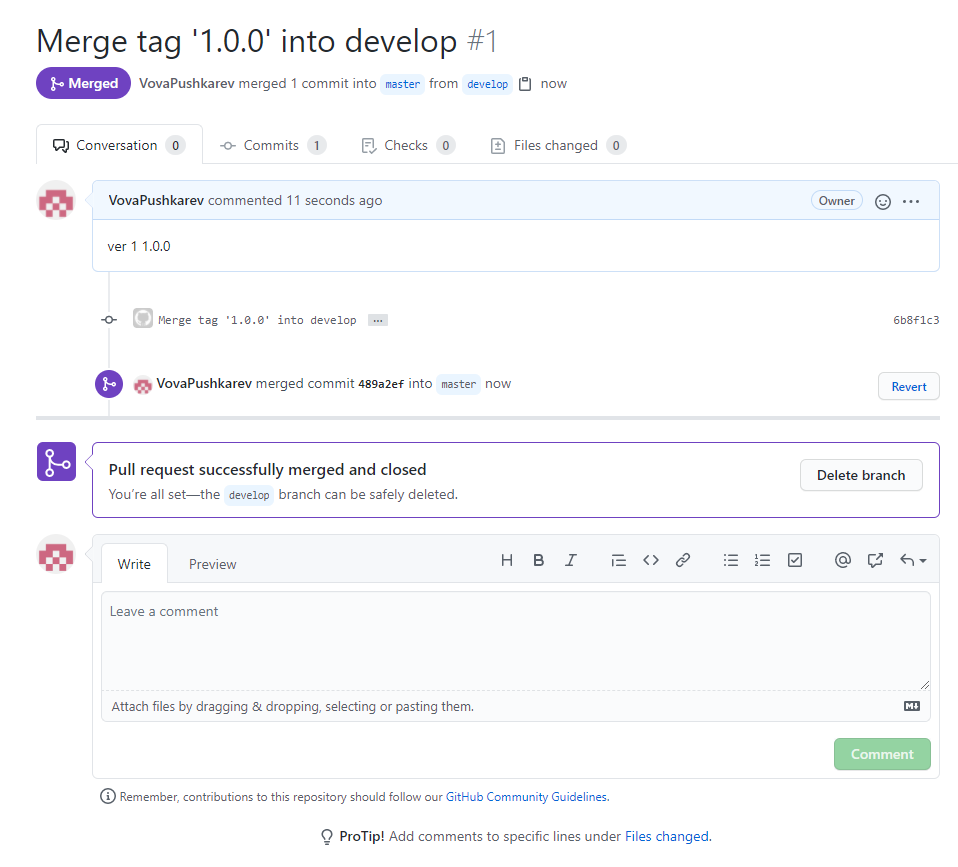 Merge tag '1.0.0' into develop #1
Merged VovaPushkarev merged 1 commit into master from develop now
Conversation 0 Commits 1 Checks 0 Files changed 0
VovaPushkarev commented 11 seconds ago Owner ...
ver 1 1.0.0
Merge tag '1.0.0' into develop ... 6b8f1c3
VovaPushkarev merged commit 489a2ef into master now Revert
Pull request successfully merged and closed
You’re all set—the develop branch can be safely deleted.
Delete branch
Write Preview H B I @
Leave a comment
Attach files by dragging & dropping, selecting or pasting them. M
Comment
Remember, contributions to this repository should follow our GitHub Community Guidelines.
ProTip! Add comments to specific lines under Files changed.